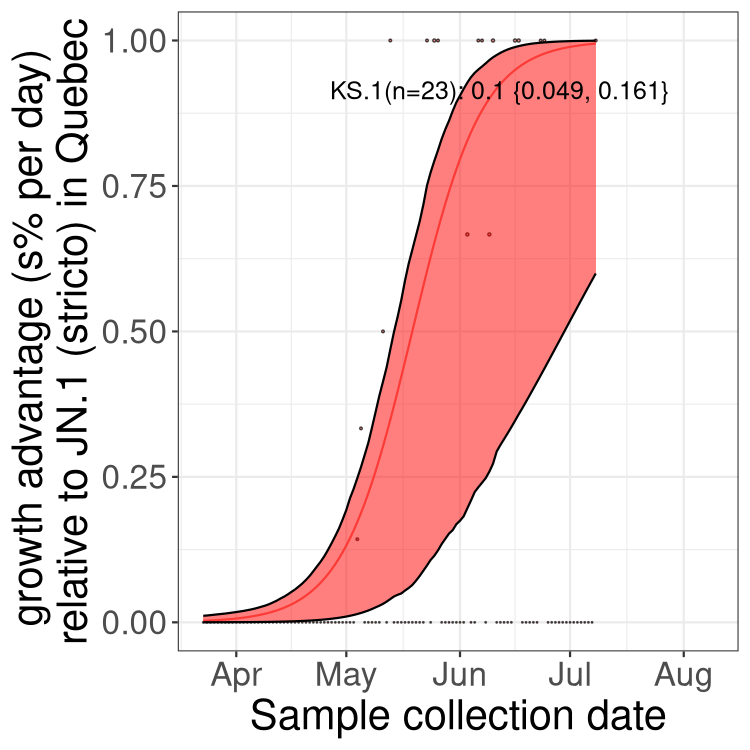 growth advantage (s% per day)
relative to JN.1 (stricto) in Quebec
1.00
0.75
0.50
0.25
0.00
KS.1(n=23): 0.1 {0.049, 0.161}
Apr May Jun Jul Aug
Sample collection date